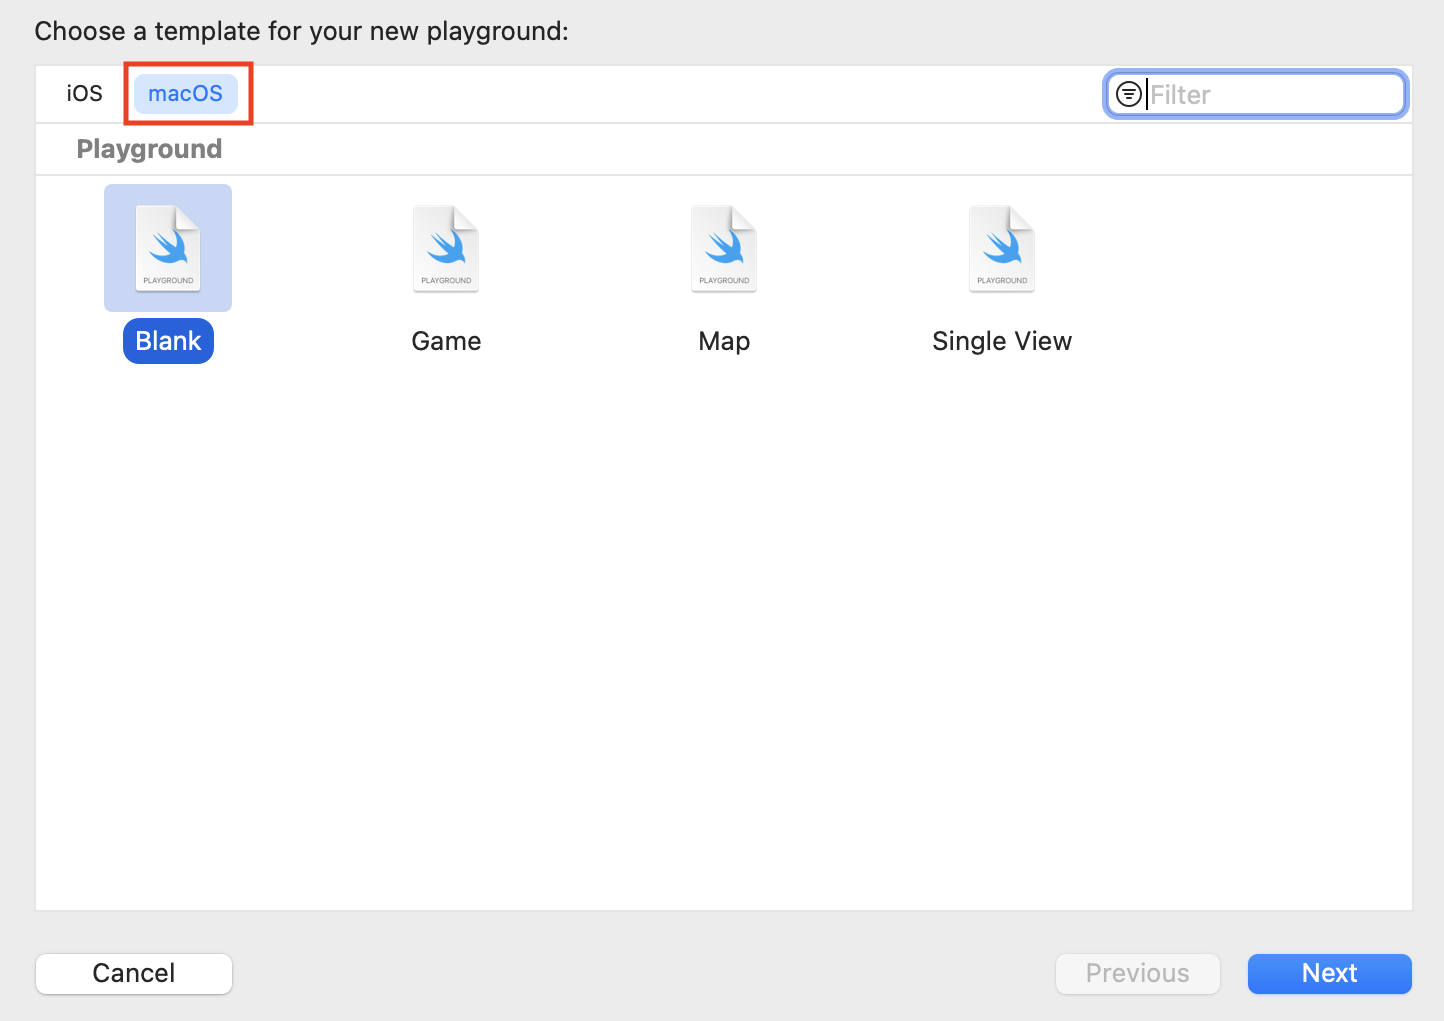 Choose a template for your new playground:
iOS macOS Filter
Playground
PLAYGROUND PLAYGROUND PLAYGROUND PLAYGROUND
Blank Game Map Single View
Cancel Previous Next